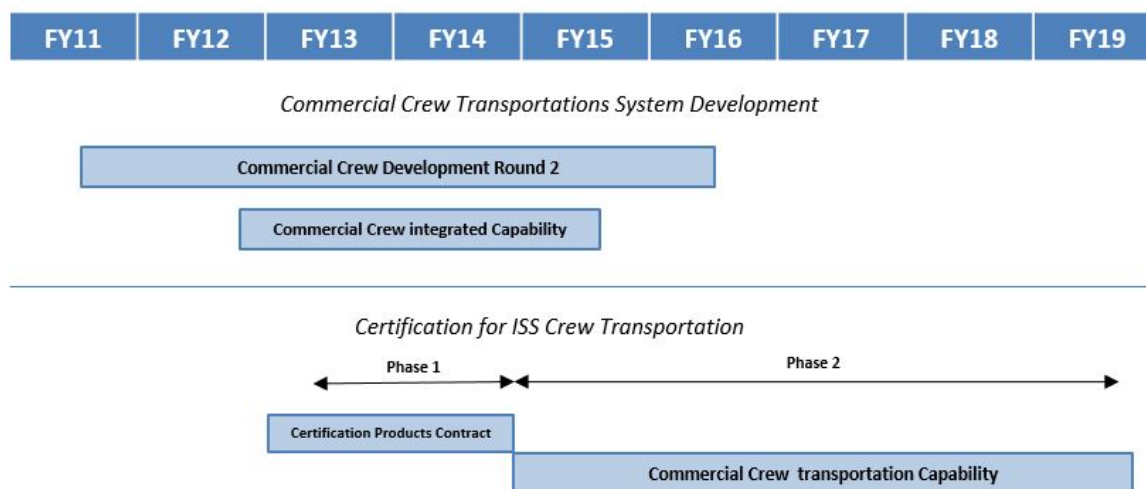 FY11 FY12 FY13 FY14 FY15 FY16 FY17 FY18 FY19
Commercial Crew Transportations System Development
Commercial Crew Development Round 2
Commercial Crew integrated Capability
Certification for ISS Crew Transportation
Phase 1 Phase 2
Certification Products Contract
Commercial Crew transportation Capability